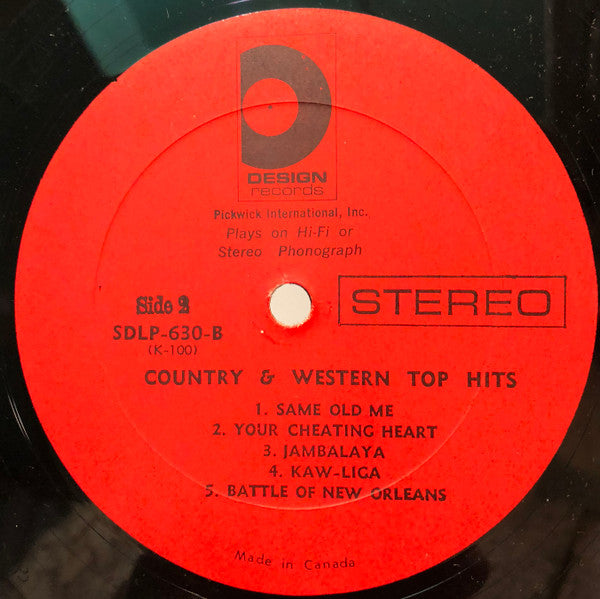 DESIGN
records
Pickwick International, Inc.
Plays on Hi-Fi or
Stereo Phonograph
Side 2
STEREO
SDLP-630-B
(K-100)
COUNTRY & WESTERN TOP HITS
1. SAME OLD ME
2. YOUR CHEATING HEART
3. JAMBALAYA
4. KAW-LIGA
5. BATTLE OF NEW ORLEANS
Made in Canada